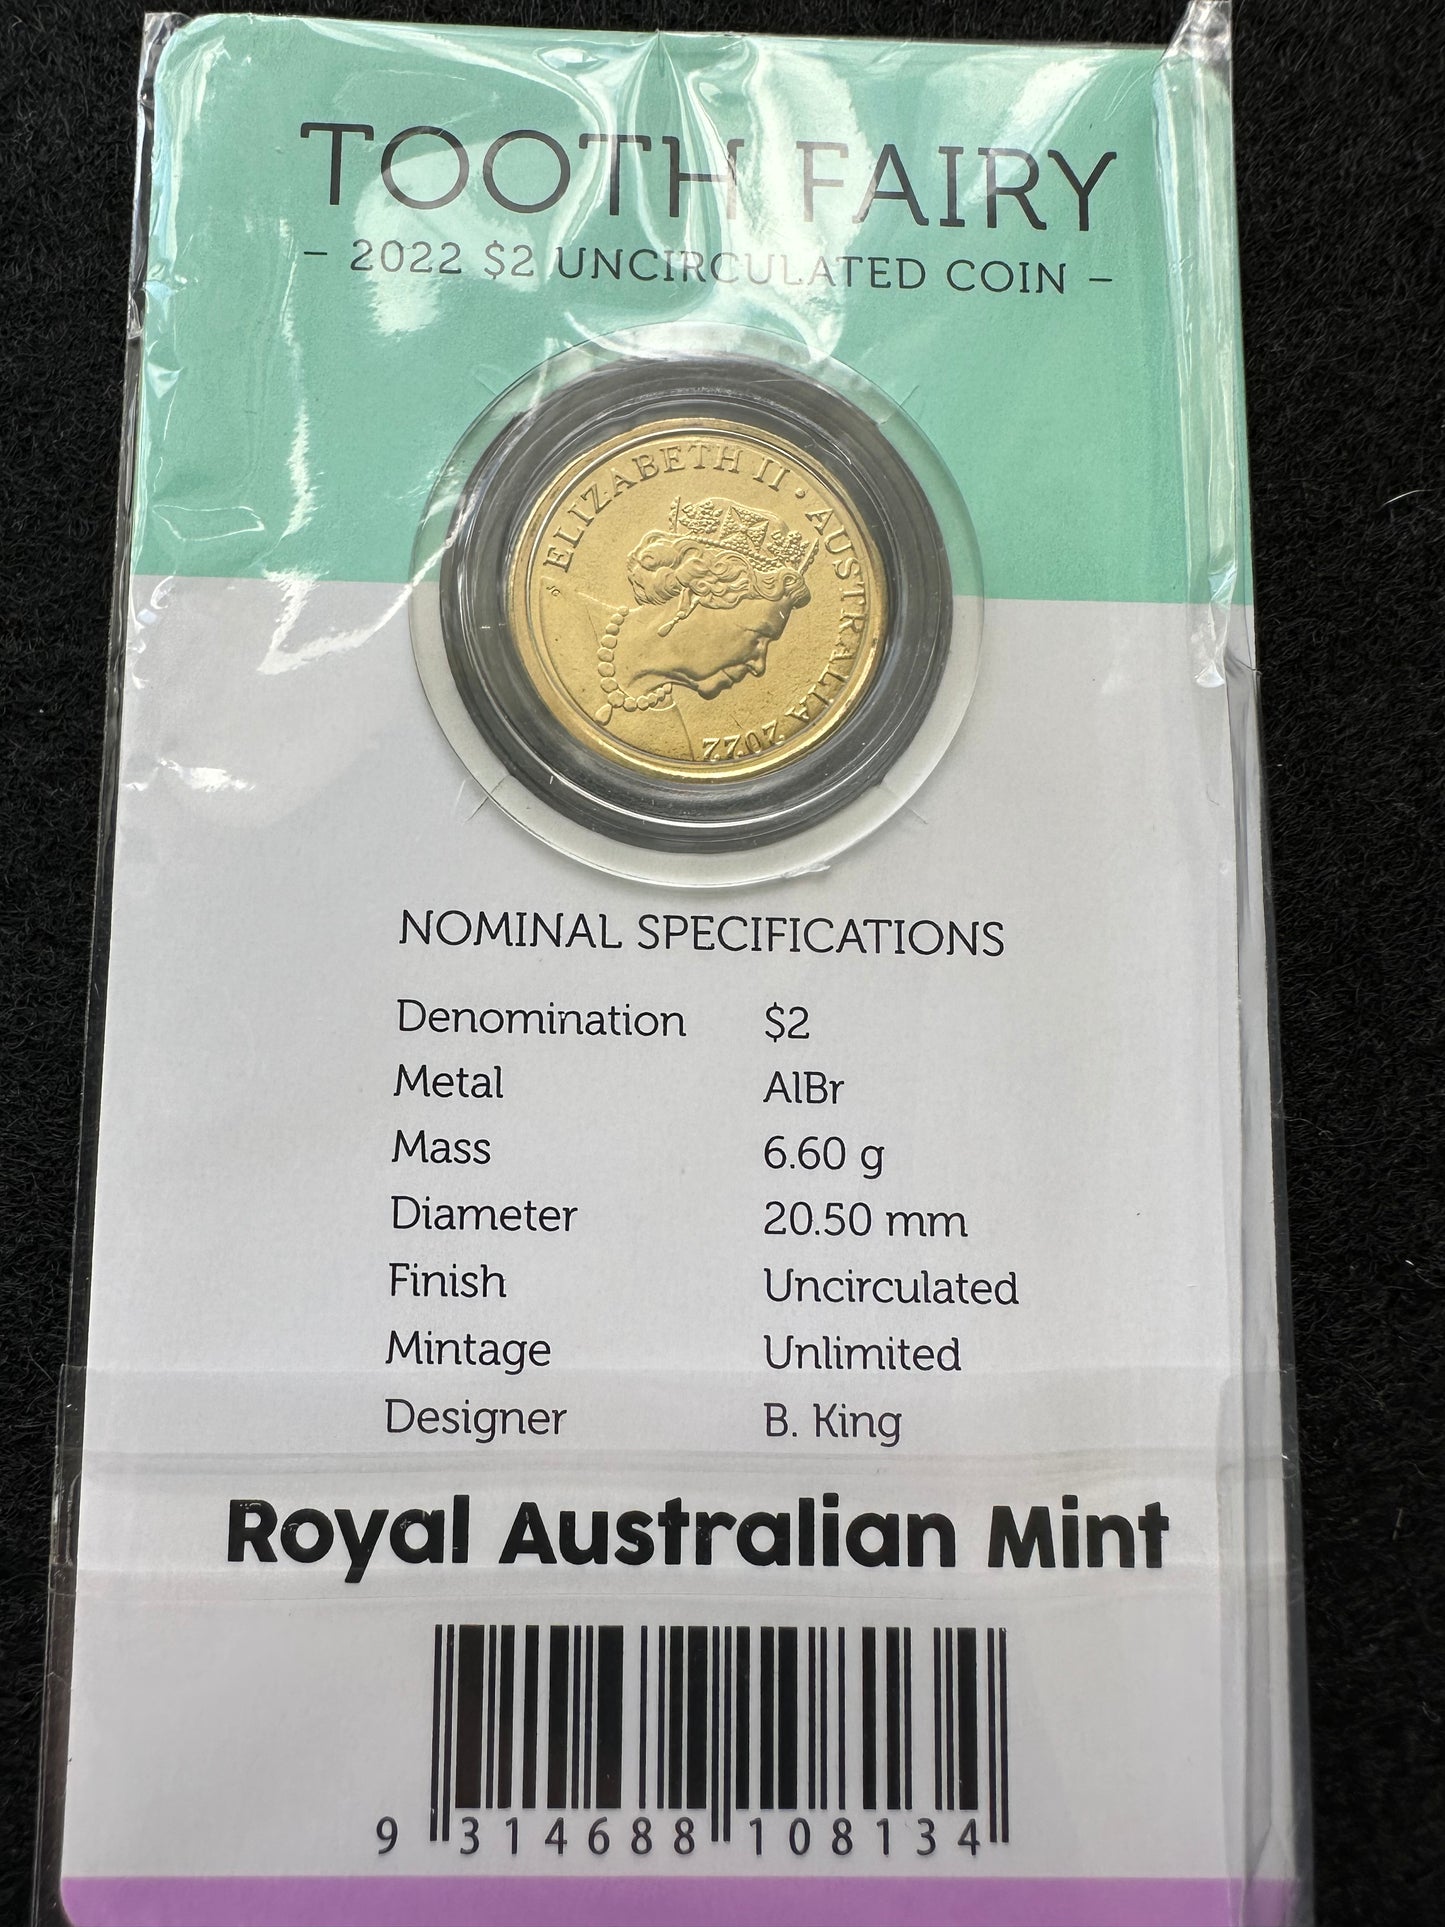 TOOTH FAIRY
– 2022 $2 UNCIRCULATED COIN –
ELIZABETH II · AUSTRALIA 2022
NOMINAL SPECIFICATIONS
Denomination $2
Metal AlBr
Mass 6.60 g
Diameter 20.50 mm
Finish Uncirculated
Mintage Unlimited
Designer B. King
Royal Australian Mint
9 314688 108134